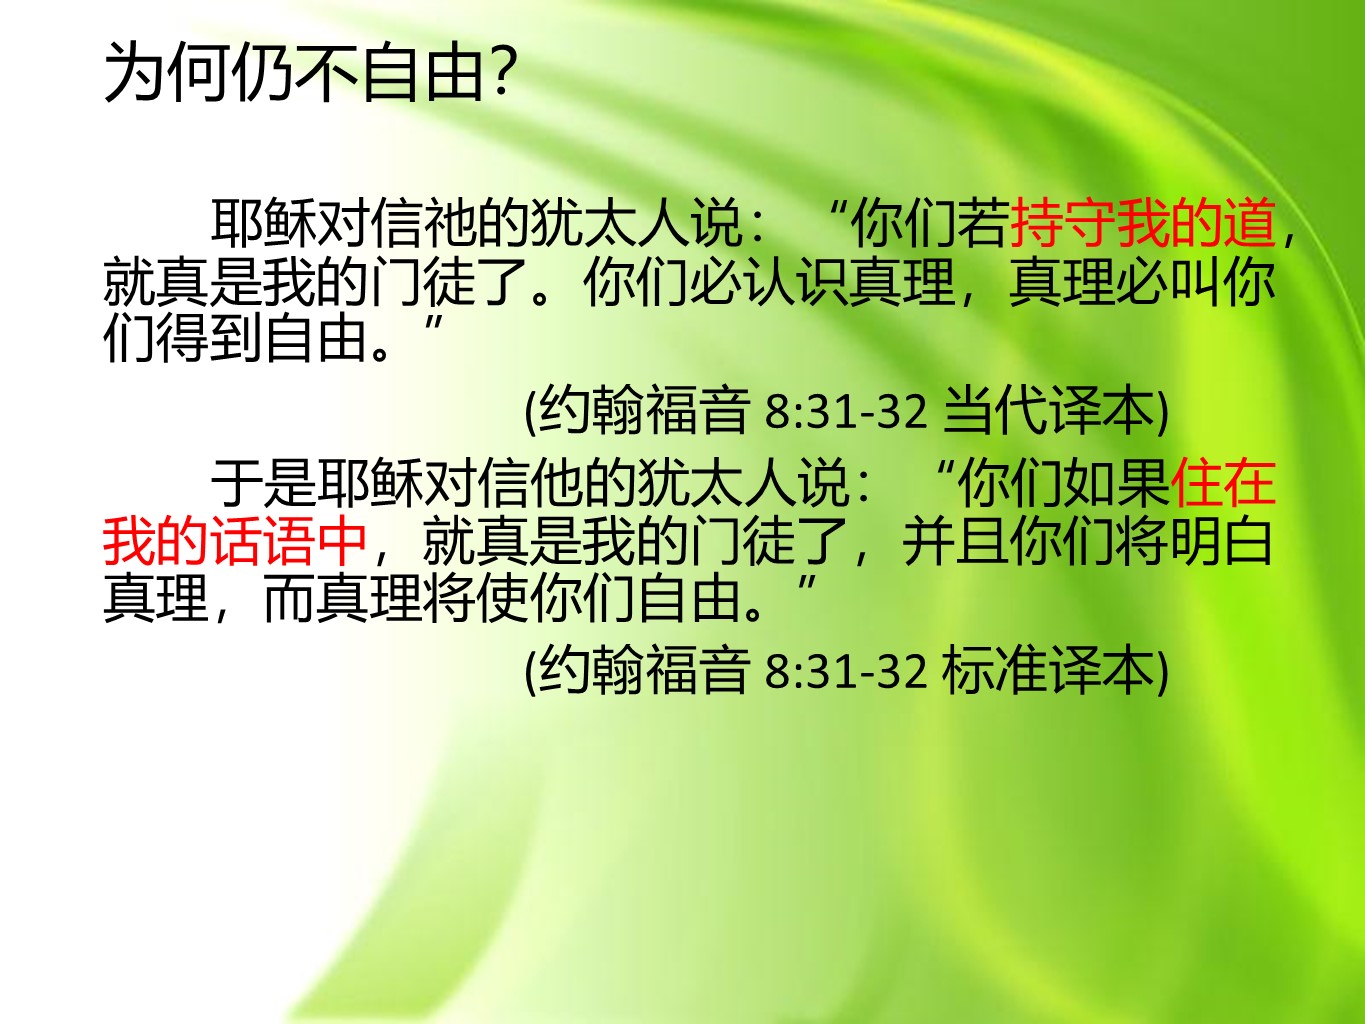 为何仍不自由？
耶稣对信祂的犹太人说：“你们若持守我的道，
就真是我的门徒了。你们必认识真理，真理必叫你
们得到自由。”
(约翰福音 8:31-32 当代译本)
于是耶稣对信他的犹太人说：“你们如果住在
我的话语中，就真是我的门徒了，并且你们将明白
真理，而真理将使你们自由。”
(约翰福音 8:31-32 标准译本)